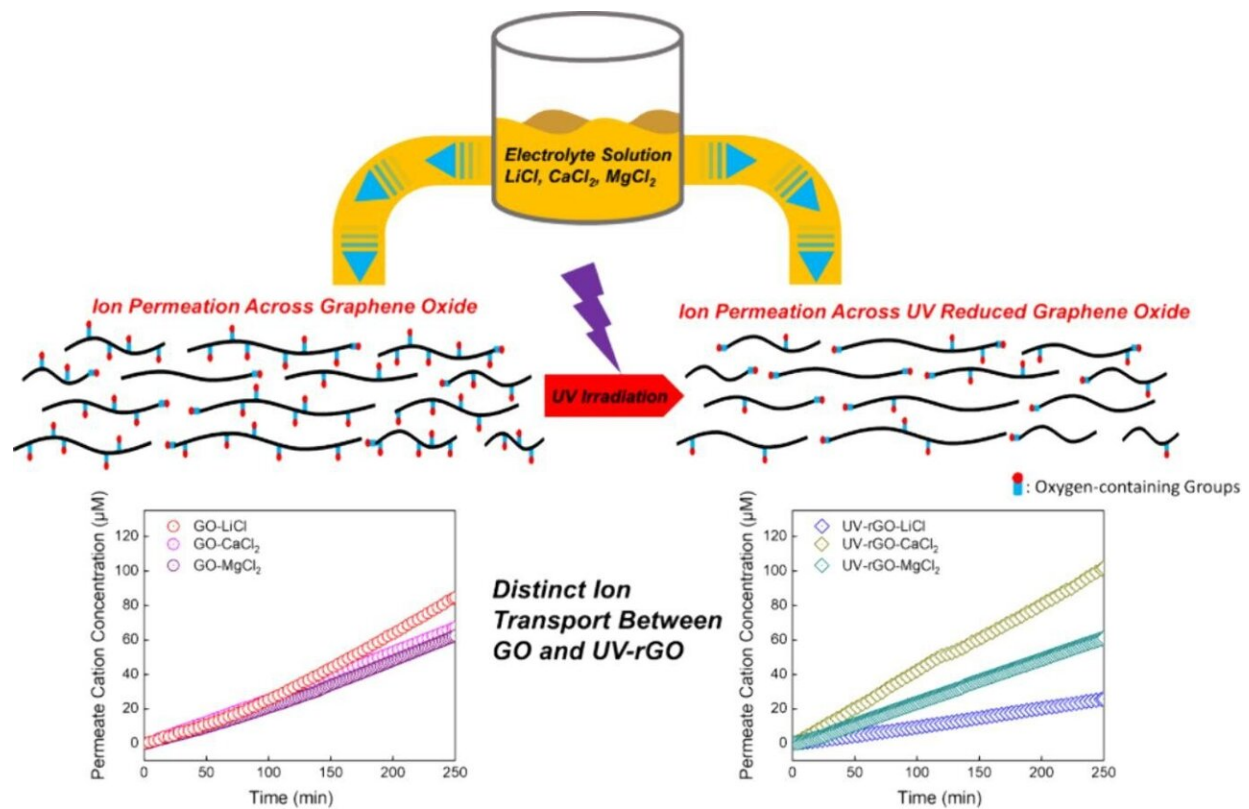 Electrolyte Solution
LiCl, CaCl₂, MgCl₂
Ion Permeation Across Graphene Oxide
Ion Permeation Across UV Reduced Graphene Oxide
UV Irradiation
: Oxygen-containing Groups
Permeate Cation Concentration (μM)
120
100
80
60
40
20
0
GO-LiCl
GO-CaCl₂
GO-MgCl₂
0 50 100 150 200 250
Time (min)
Distinct Ion
Transport Between
GO and UV-rGO
Permeate Cation Concentration (μM)
120
100
80
60
40
20
0
UV-rGO-LiCl
UV-rGO-CaCl₂
UV-rGO-MgCl₂
0 50 100 150 200 250
Time (min)